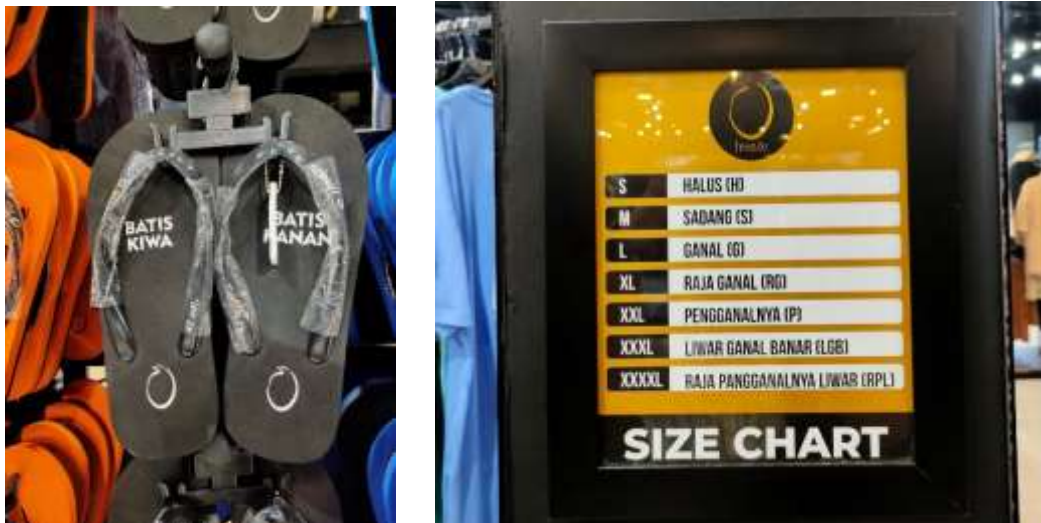 BATIS
KIWA
BATIS
KANAN
S HALUS (H)
M SADANG (S)
L GANAL (G)
XL RAJA GANAL (RG)
XXL PENGGANALNYA (P)
XXXL LIWAR GANAL BANAR (LGB)
XXXXL RAJA PANGGANALNYA LIWAR (RPL)
SIZE CHART